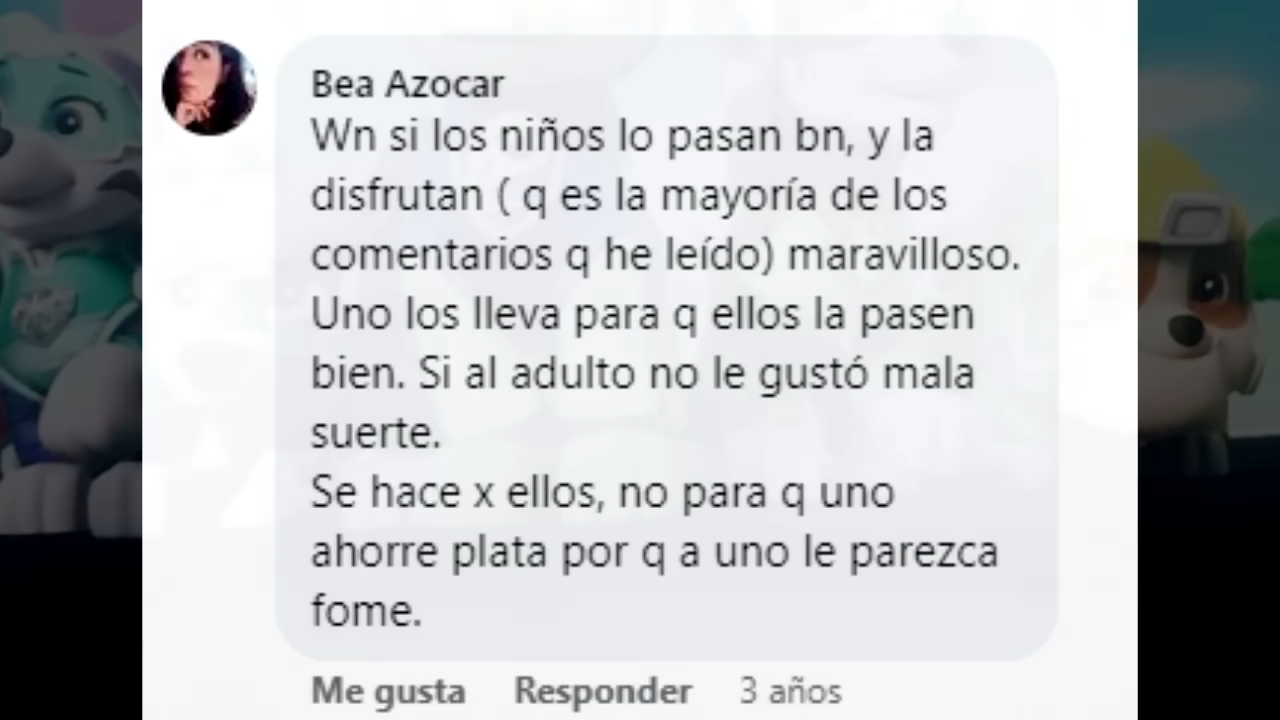 Bea Azocar
Wn si los niños lo pasan bn, y la
disfrutan ( q es la mayoría de los
comentarios q he leído) maravilloso.
Uno los lleva para q ellos la pasen
bien. Si al adulto no le gustó mala
suerte.
Se hace x ellos, no para q uno
ahorre plata por q a uno le parezca
fome.
Me gusta Responder 3 años